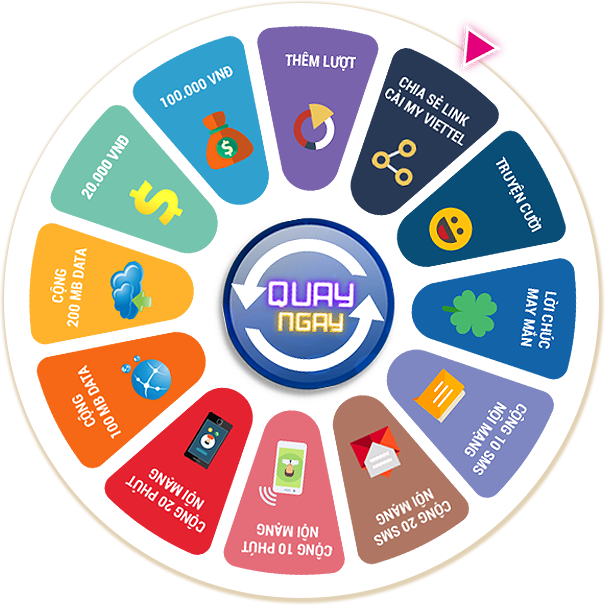 THÊM LƯỢT
CHIA SẺ LINK
CÀI MY VIETTEL
TRUYỆN CƯỜI
LỜI CHÚC
MAY MẮN
CỘNG 10 SMS
NỘI MẠNG
CỘNG 20 SMS
NỘI MẠNG
CỘNG 10 PHÚT
NỘI MẠNG
CỘNG 20 PHÚT
NỘI MẠNG
CỘNG
100 MB DATA
CỘNG
200 MB DATA
20.000 VNĐ
100.000 VNĐ
QUAY
NGAY